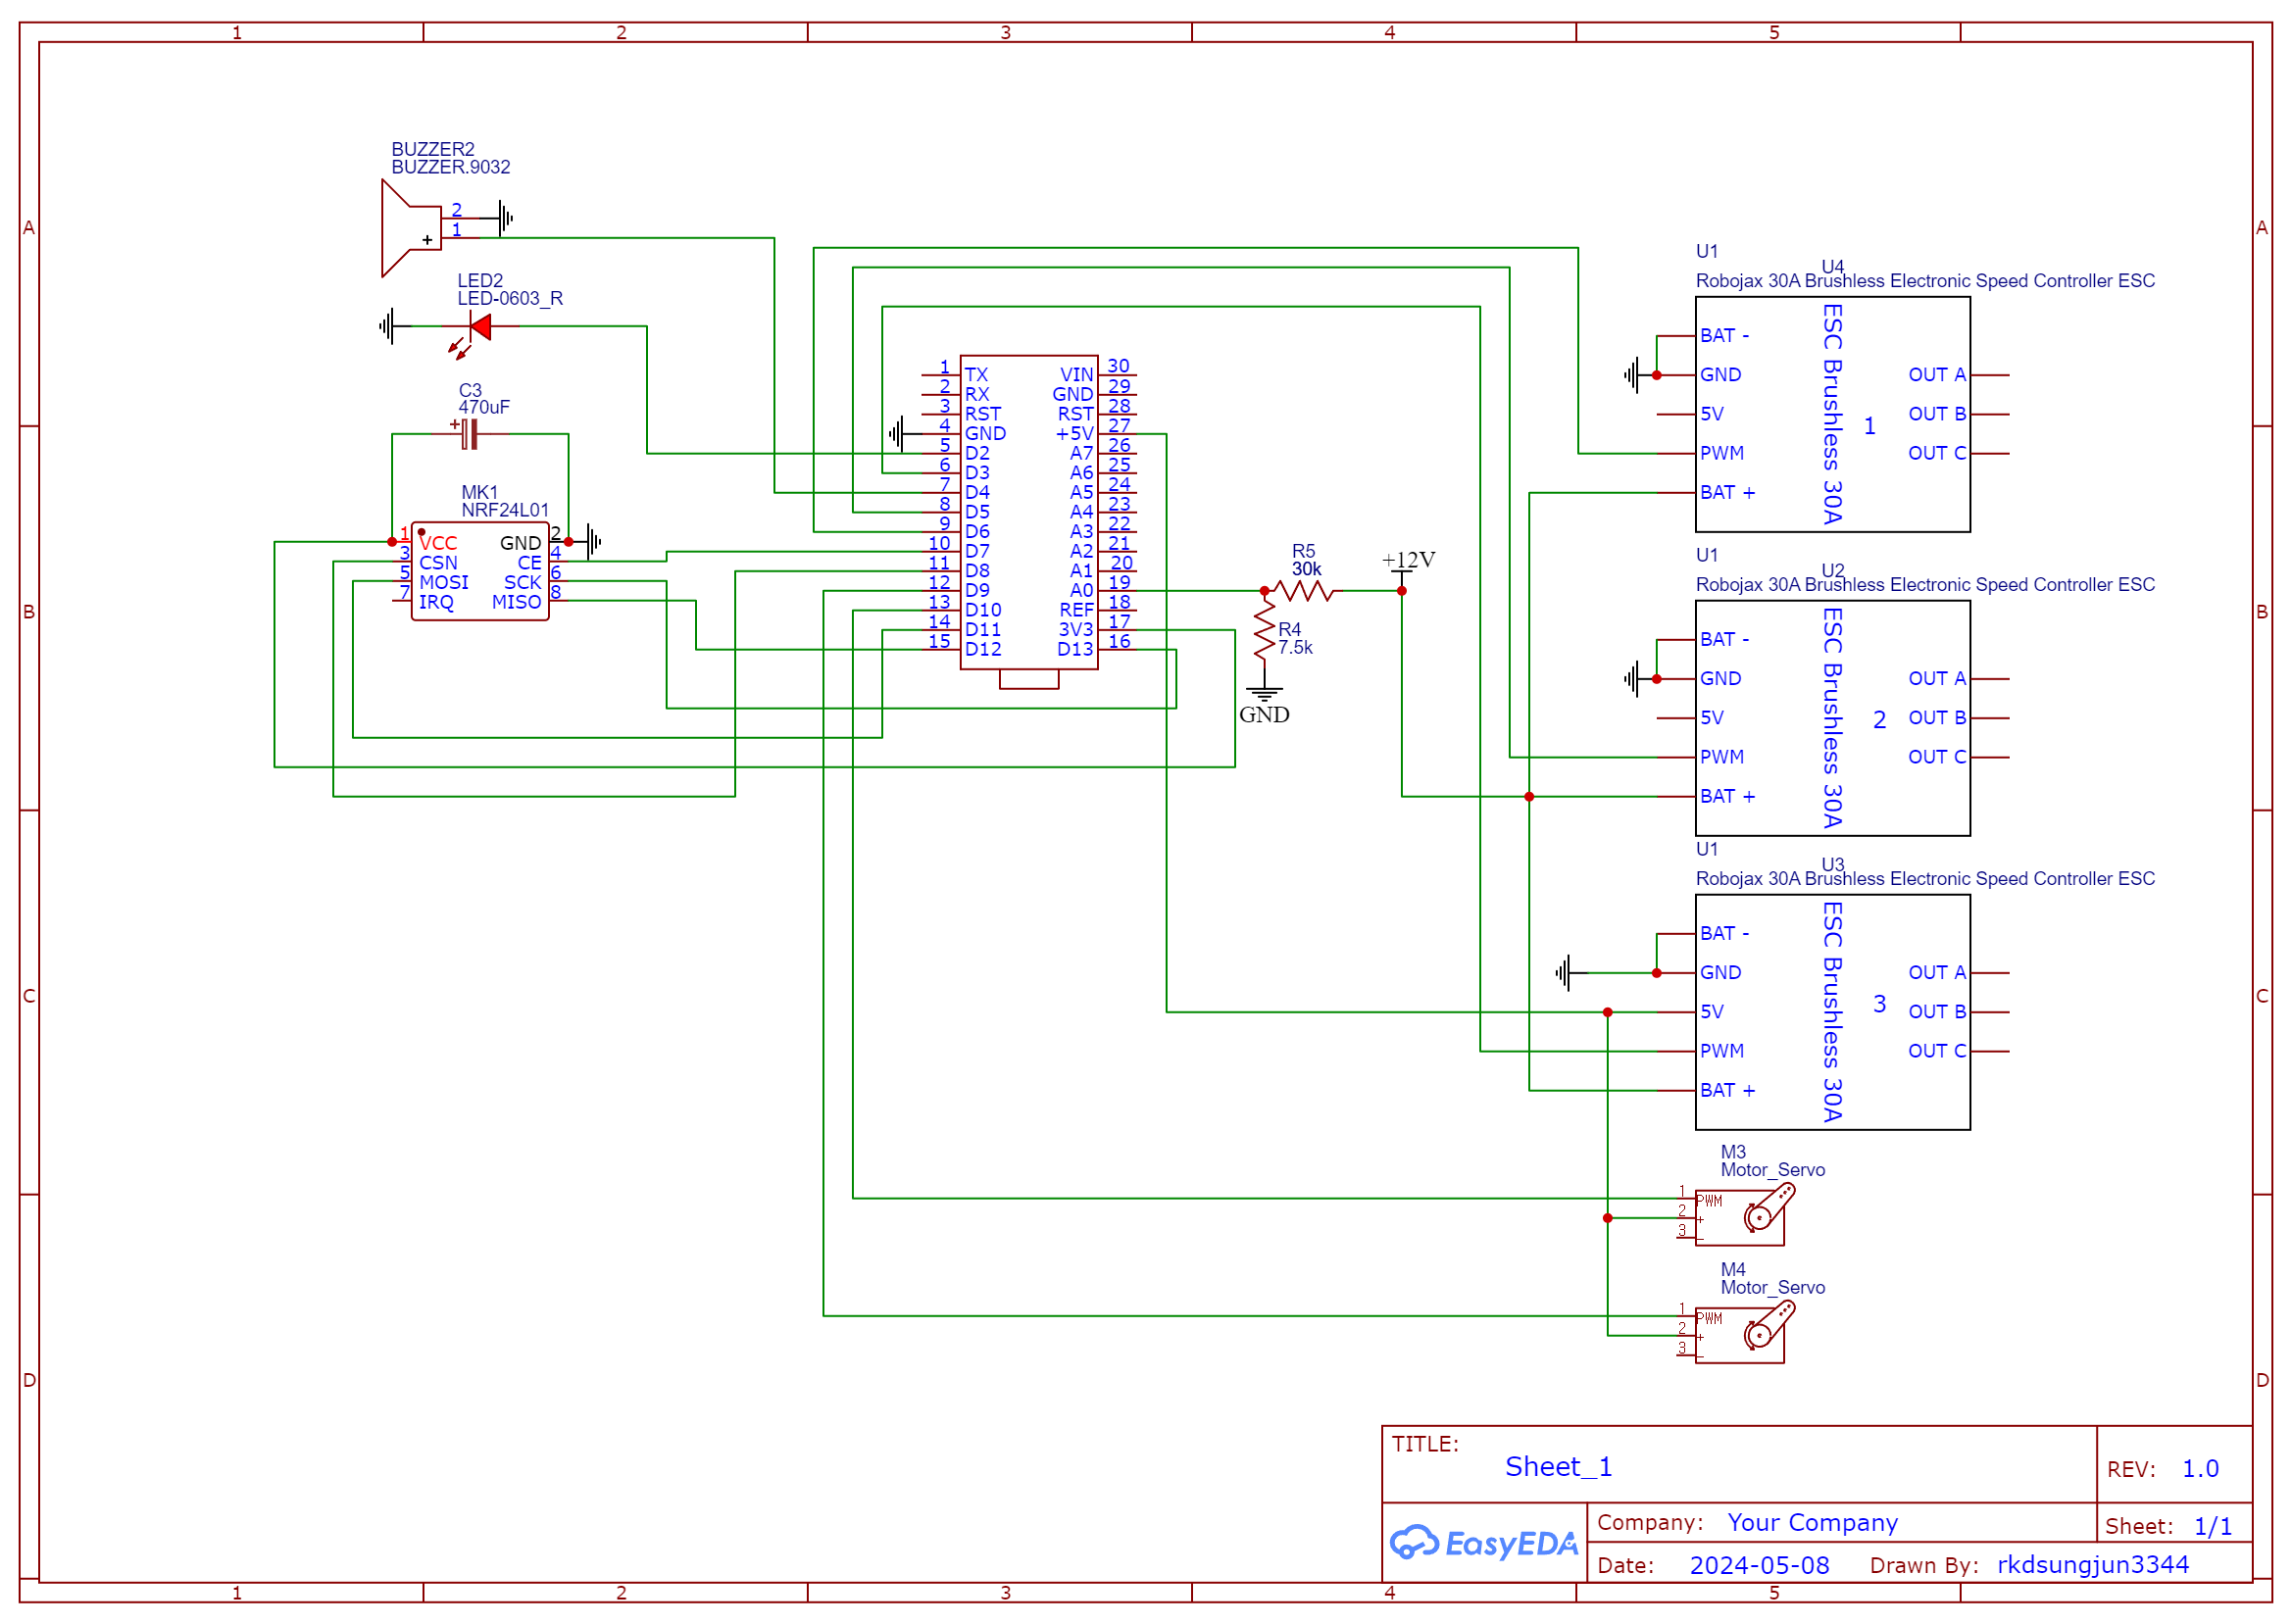 1 2 3 4 5
A A
B B
C C
D D
BUZZER2
BUZZER.9032
2
1
+
LED2
LED-0603_R
C3
470uF
+
MK1
NRF24L01
1 VCC GND 2
3 CSN CE 4
5 MOSI SCK 6
7 IRQ MISO 8
1 TX VIN 30
2 RX GND 29
3 RST RST 28
4 GND +5V 27
5 D2 A7 26
6 D3 A6 25
7 D4 A5 24
8 D5 A4 23
9 D6 A3 22
10 D7 A2 21
11 D8 A1 20
12 D9 A0 19
13 D10 REF 18
14 D11 3V3 17
15 D12 D13 16
R5
30k
+12V
R4
7.5k
GND
U1
U4
Robojax 30A Brushless Electronic Speed Controller ESC
ESC Brushless 30A
1
BAT -
GND OUT A
5V OUT B
PWM OUT C
BAT +
U1
U2
Robojax 30A Brushless Electronic Speed Controller ESC
ESC Brushless 30A
2
BAT -
GND OUT A
5V OUT B
PWM OUT C
BAT +
U1
U3
Robojax 30A Brushless Electronic Speed Controller ESC
ESC Brushless 30A
3
BAT -
GND OUT A
5V OUT B
PWM OUT C
BAT +
M3
Motor_Servo
1 PWM
2 +
3 -
M4
Motor_Servo
1 PWM
2 +
3 -
TITLE:
Sheet_1
REV: 1.0
EasyEDA
Company: Your Company
Sheet: 1/1
Date: 2024-05-08 Drawn By: rkdsungjun3344
1 2 3 4 5